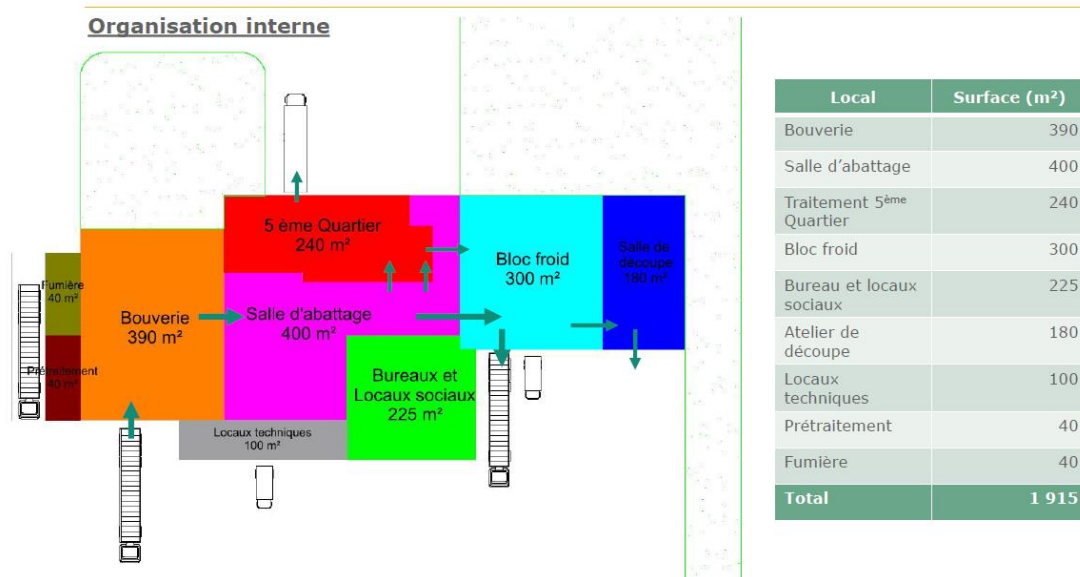 Organisation interne
5 ème Quartier
240 m²
Fumière
40 m²
Bouverie
390 m²
Salle d'abattage
400 m²
Bloc froid
300 m²
Salle de
découpe
180 m²
Prétraitement
40 m²
Bureaux et
Locaux sociaux
225 m²
Locaux techniques
100 m²
Local Surface (m²)
Bouverie 390
Salle d’abattage 400
Traitement 5ème
Quartier 240
Bloc froid 300
Bureau et locaux
sociaux 225
Atelier de
découpe 180
Locaux
techniques 100
Prétraitement 40
Fumière 40
Total 1 915